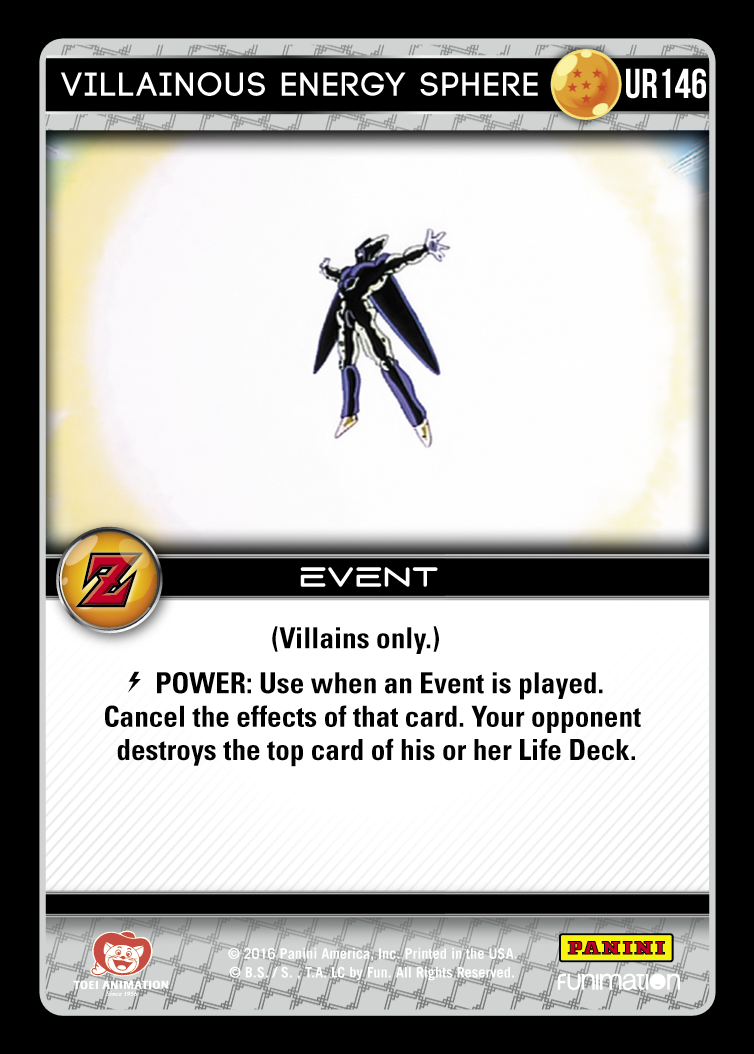 VILLAINOUS ENERGY SPHERE UR146
Z
EVENT
(Villains only.)
POWER: Use when an Event is played.
Cancel the effects of that card. Your opponent
destroys the top card of his or her Life Deck.
TOEI ANIMATION
Since 1956
© 2016 Panini America, Inc. Printed in the USA.
© B.S. / S. , T.A. LC by Fun. All Rights Reserved.
PANINI
FUNIMATION